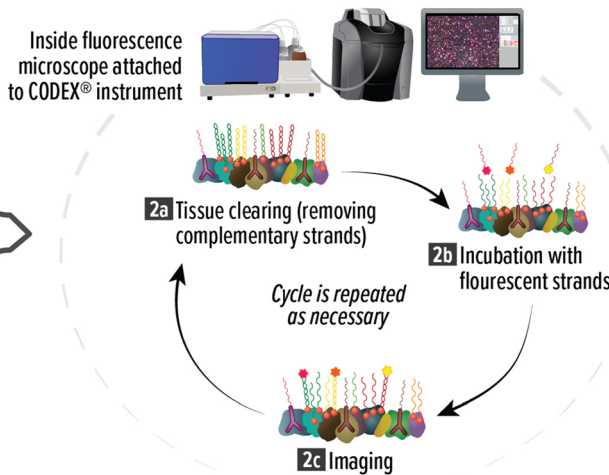 Inside fluorescence
microscope attached
to CODEX® instrument
2a Tissue clearing (removing
complementary strands)
2b Incubation with
flourescent strands
Cycle is repeated
as necessary
2c Imaging